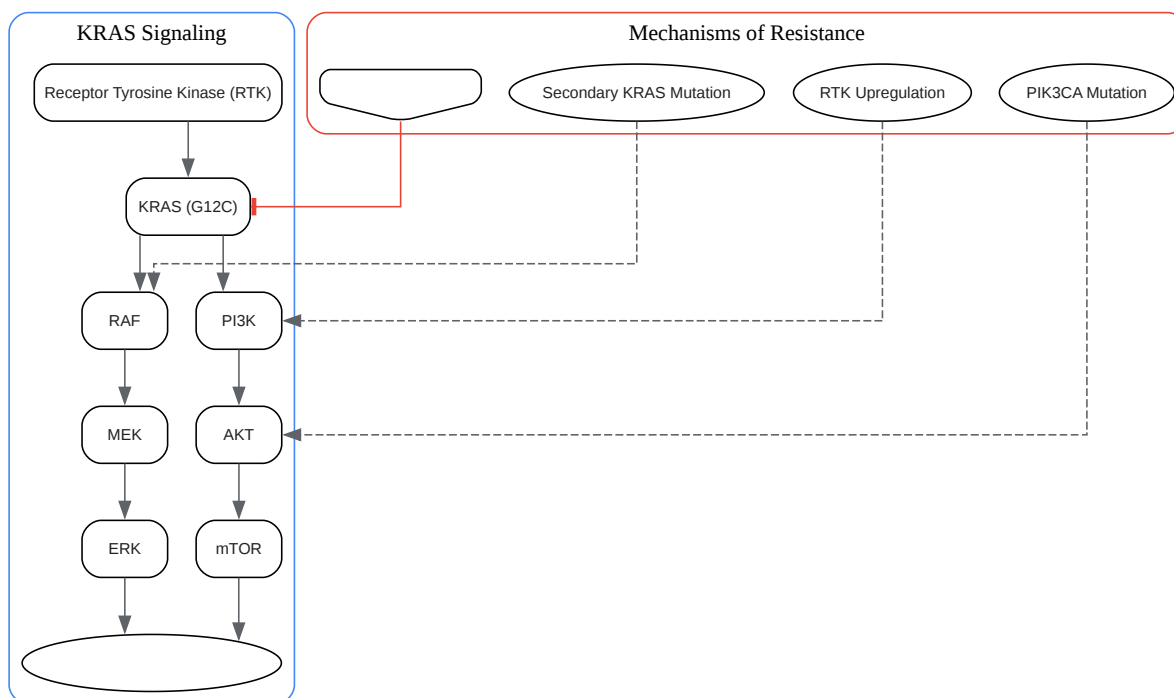 KRAS Signaling
Mechanisms of Resistance
Receptor Tyrosine Kinase (RTK)
Secondary KRAS Mutation
RTK Upregulation
PIK3CA Mutation
KRAS (G12C)
RAF
PI3K
MEK
AKT
ERK
mTOR